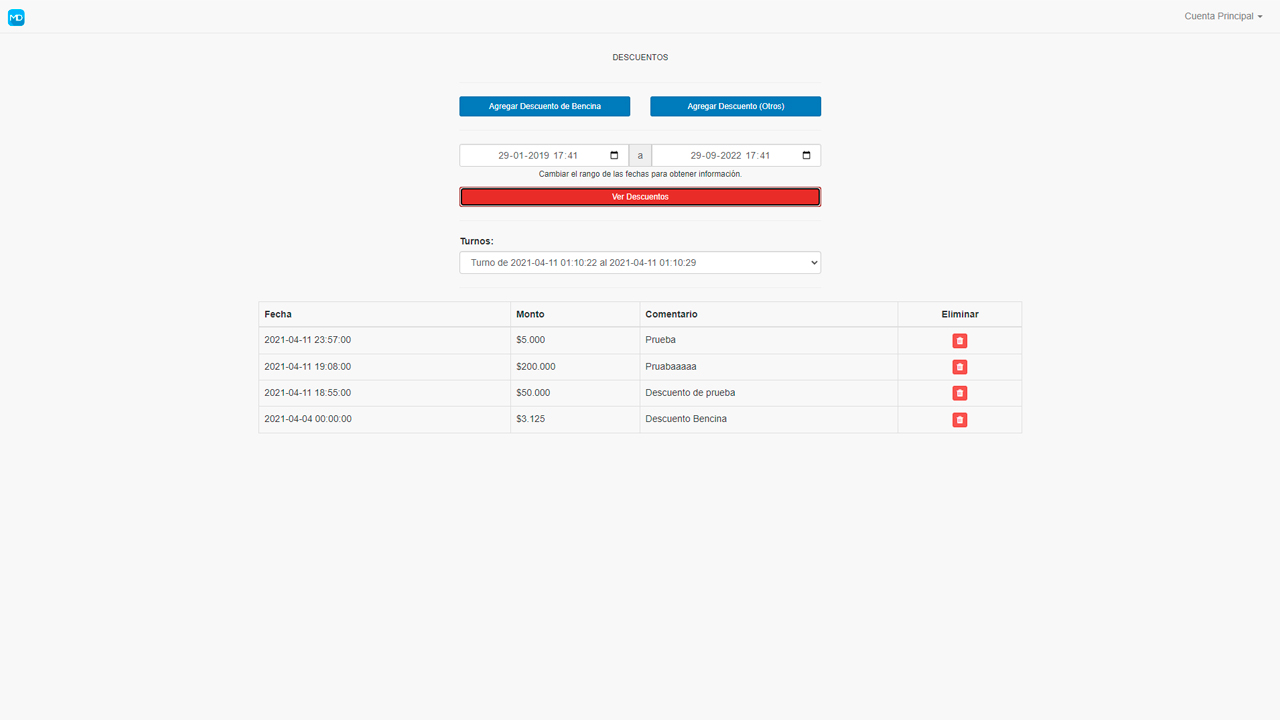 MD
Cuenta Principal
DESCUENTOS
Agregar Descuento de Bencina
Agregar Descuento (Otros)
29-01-2019 17:41 a 29-09-2022 17:41
Cambiar el rango de las fechas para obtener información.
Ver Descuentos
Turnos:
Turno de 2021-04-11 01:10:22 al 2021-04-11 01:10:29
Fecha Monto Comentario Eliminar
2021-04-11 23:57:00 $5.000 Prueba
2021-04-11 19:08:00 $200.000 Pruabaaaaa
2021-04-11 18:55:00 $50.000 Descuento de prueba
2021-04-04 00:00:00 $3.125 Descuento Bencina